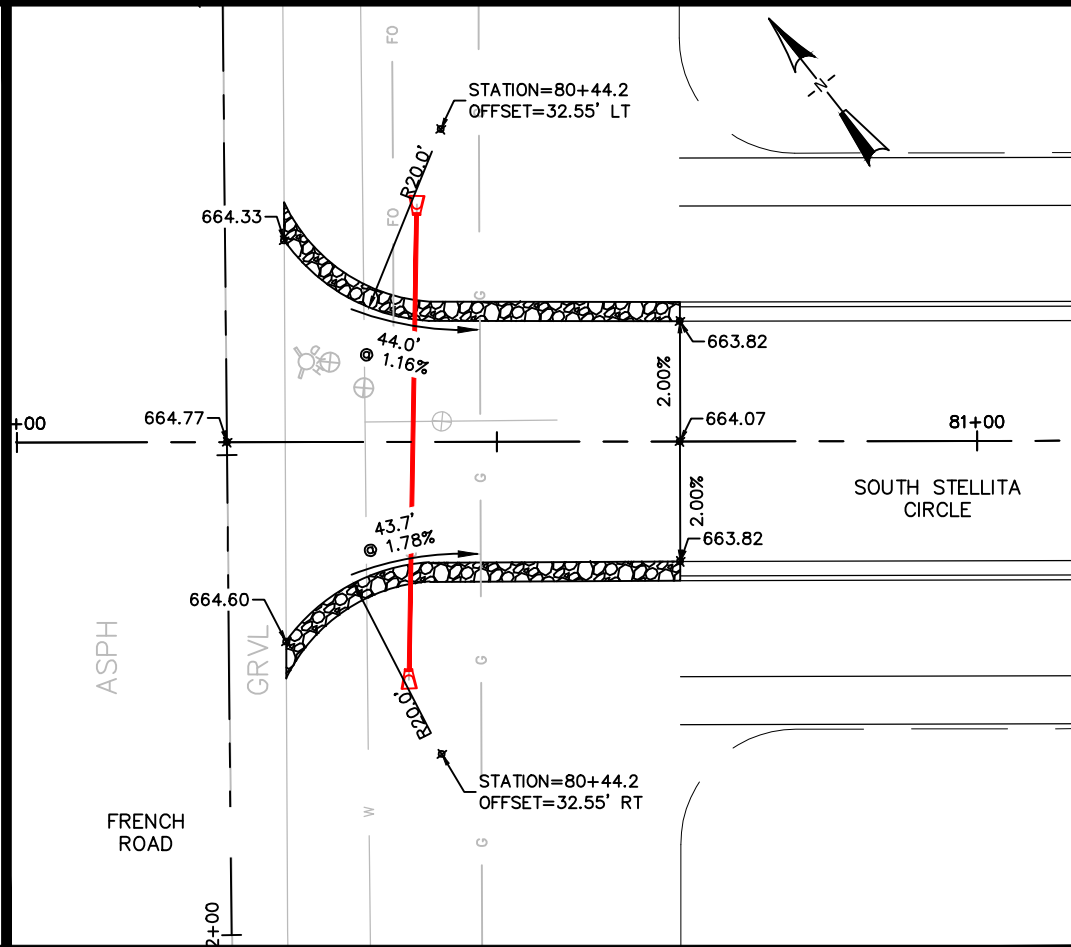 FO
STATION=80+44.2
OFFSET=32.55' LT
-N-
R20.0'
664.33
FO
G
44.0'
@ 1.16%
663.82
2.00%
+00
664.77
664.07
81+00
G
2.00%
SOUTH STELLITA
CIRCLE
43.7'
@ 1.78%
663.82
664.60
ASPH
GRVL
G
R20.0'
STATION=80+44.2
OFFSET=32.55' RT
FRENCH
ROAD
W
G
2+00